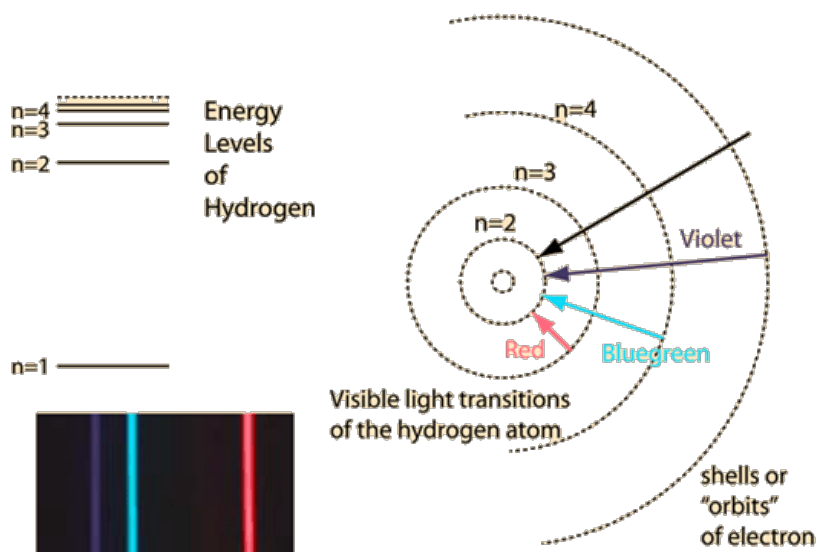 n=4
n=3
n=2
n=1
Energy
Levels
of
Hydrogen
n=4
n=3
n=2
Violet
Red
Bluegreen
Visible light transitions
of the hydrogen atom
shells or
"orbits"
of electron